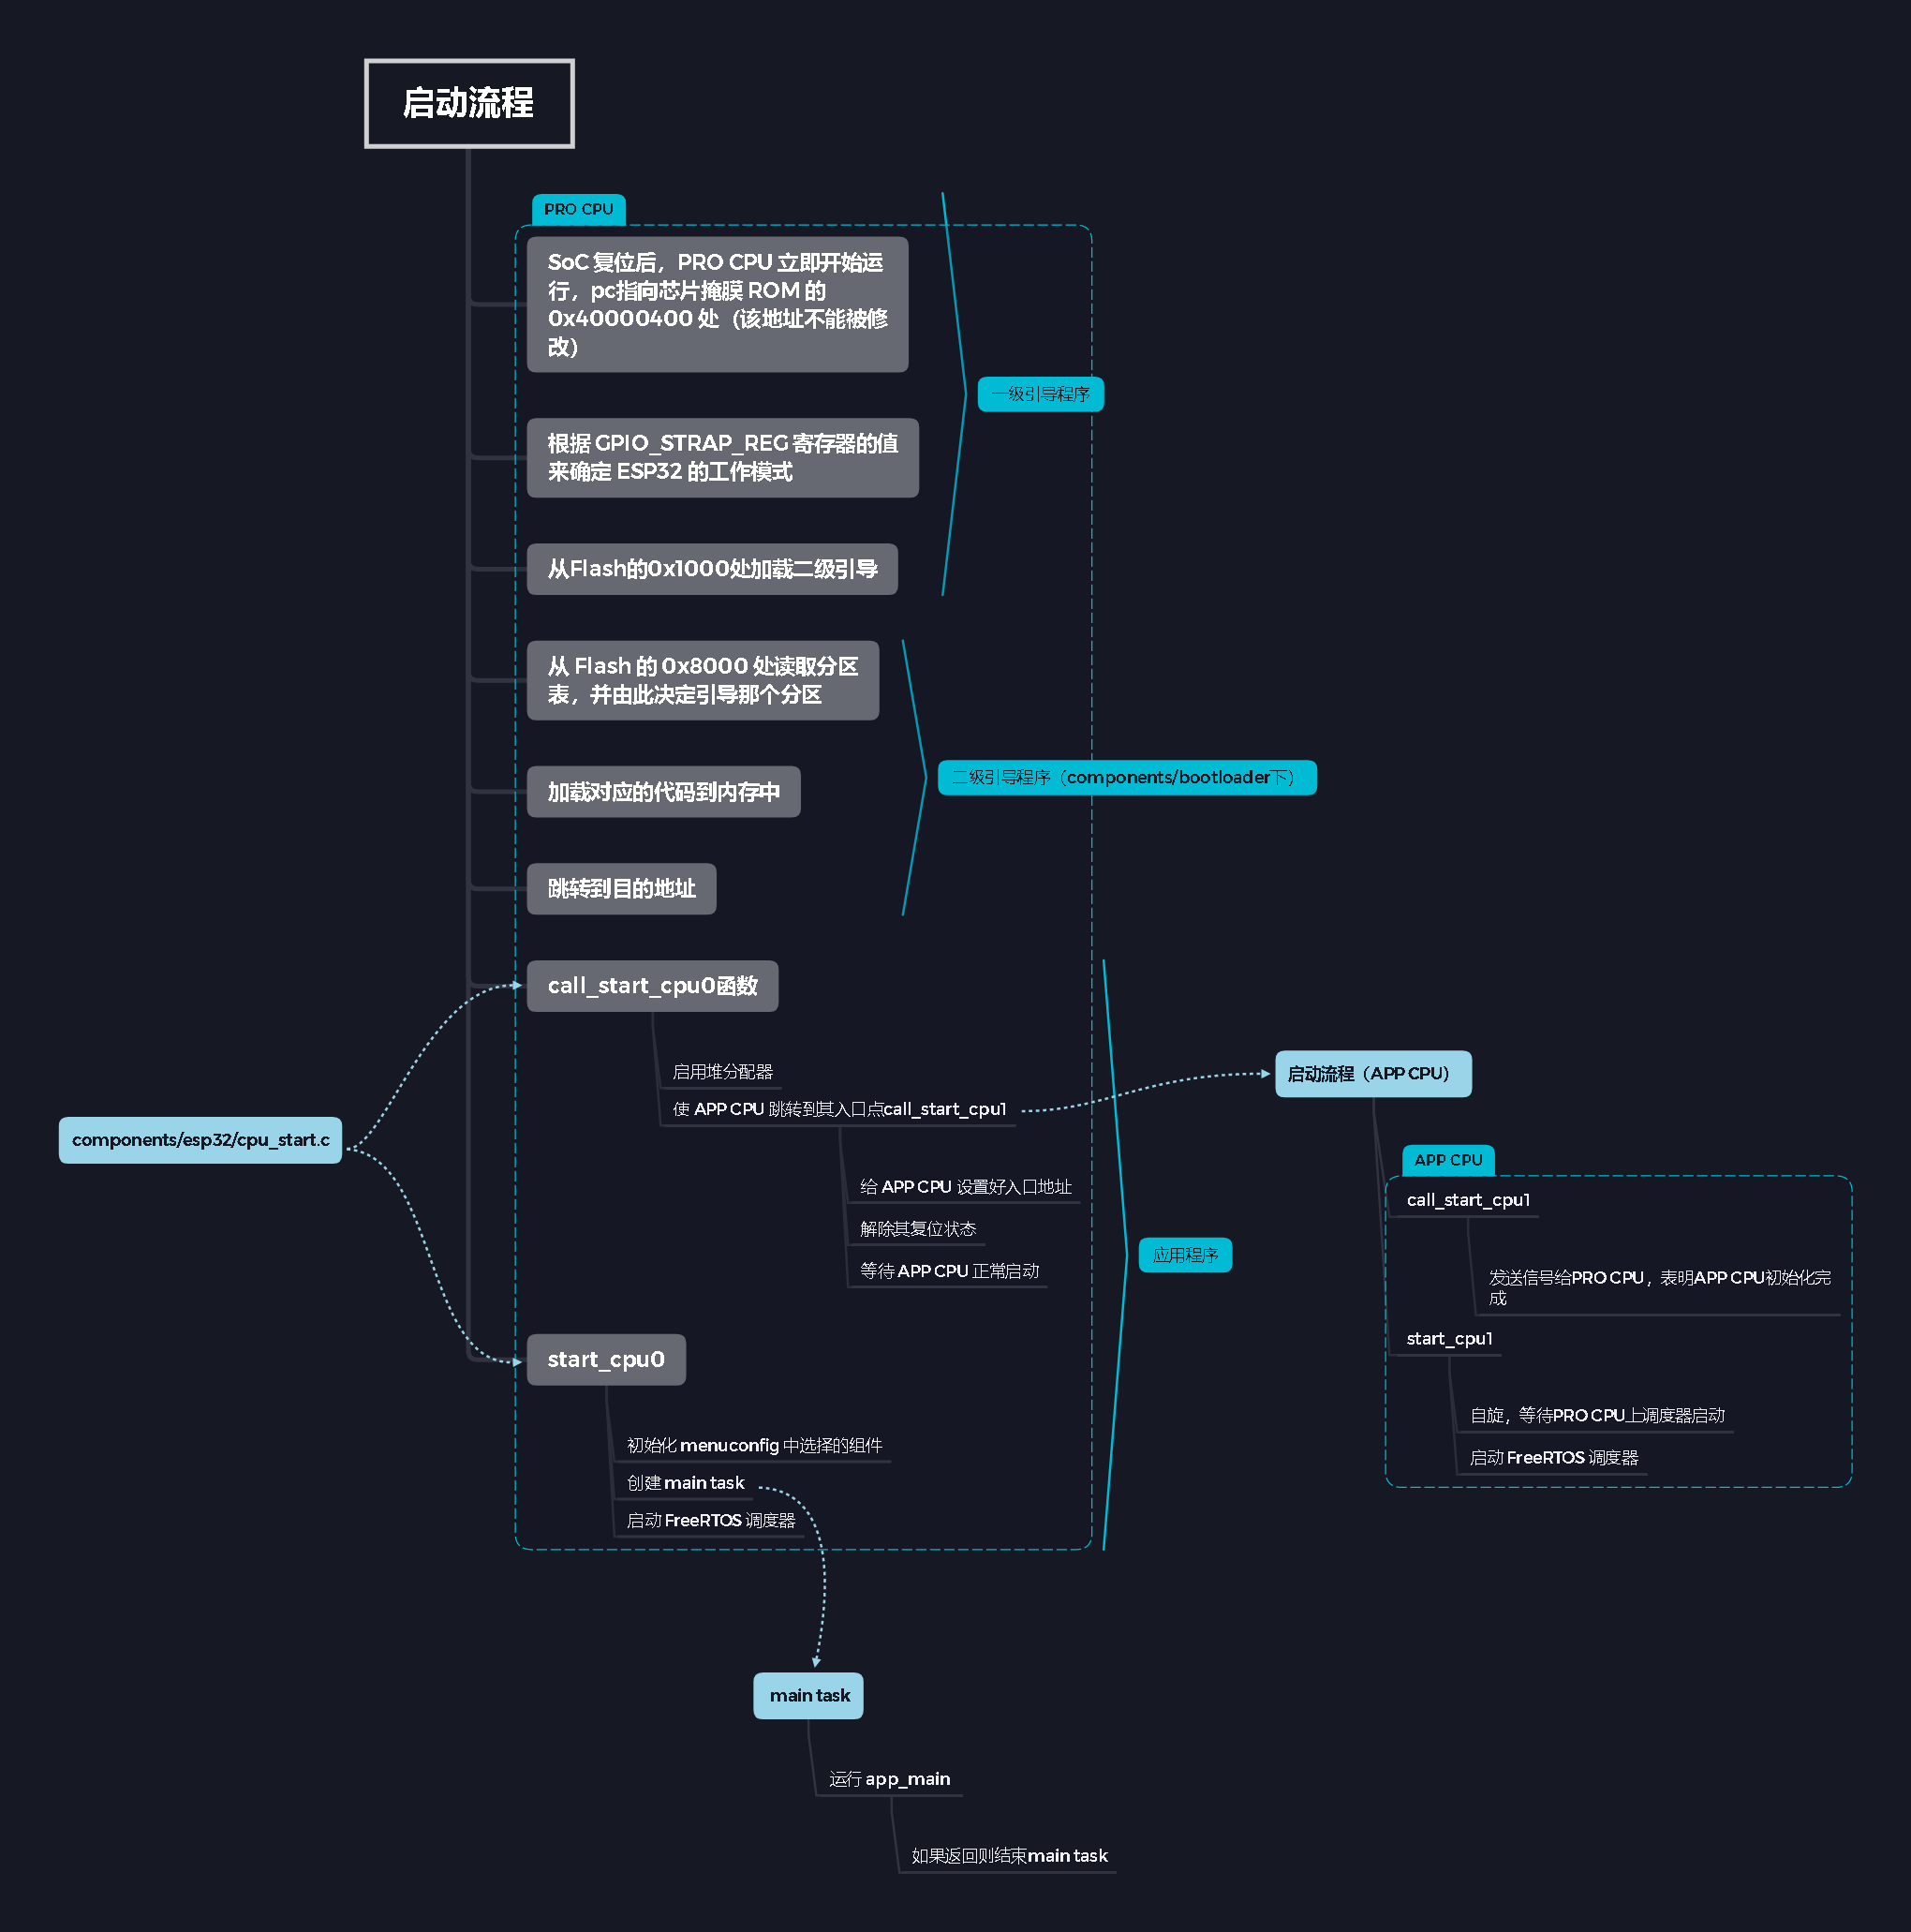 启动流程
PRO CPU
SoC 复位后，PRO CPU 立即开始运
行，pc指向芯片掩膜 ROM 的
0x40000400 处（该地址不能被修
改）
一级引导程序
根据 GPIO_STRAP_REG 寄存器的值
来确定 ESP32 的工作模式
从Flash的0x1000处加载二级引导
从 Flash 的 0x8000 处读取分区
表，并由此决定引导那个分区
二级引导程序（components/bootloader下）
加载对应的代码到内存中
跳转到目的地址
call_start_cpu0函数
启用堆分配器
使 APP CPU 跳转到其入口点call_start_cpu1
给 APP CPU 设置好入口地址
解除其复位状态
等待 APP CPU 正常启动
components/esp32/cpu_start.c
应用程序
start_cpu0
初始化 menuconfig 中选择的组件
创建 main task
启动 FreeRTOS 调度器
启动流程（APP CPU）
APP CPU
call_start_cpu1
发送信号给PRO CPU，表明APP CPU初始化完
成
start_cpu1
自旋，等待PRO CPU上调度器启动
启动 FreeRTOS 调度器
main task
运行 app_main
如果返回则结束main task